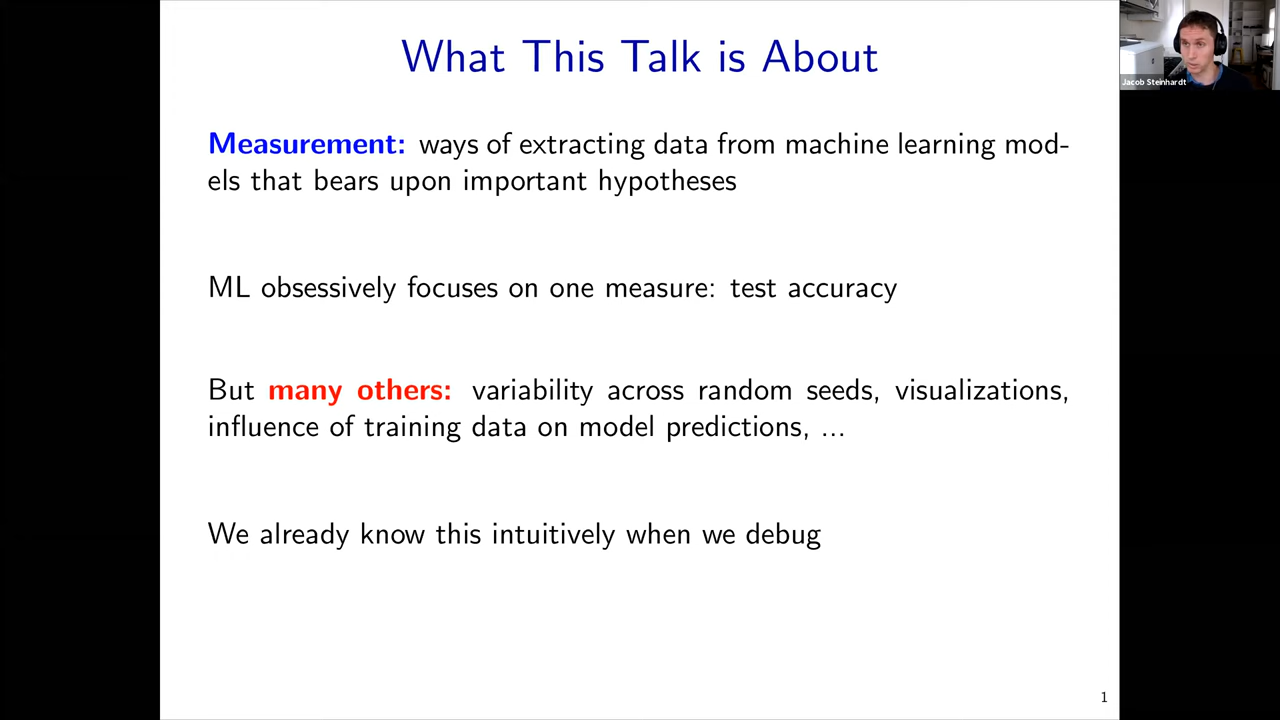 What This Talk is About
Jacob Steinhardt
Measurement: ways of extracting data from machine learning mod-
els that bears upon important hypotheses
ML obsessively focuses on one measure: test accuracy
But many others: variability across random seeds, visualizations,
influence of training data on model predictions, ...
We already know this intuitively when we debug
1